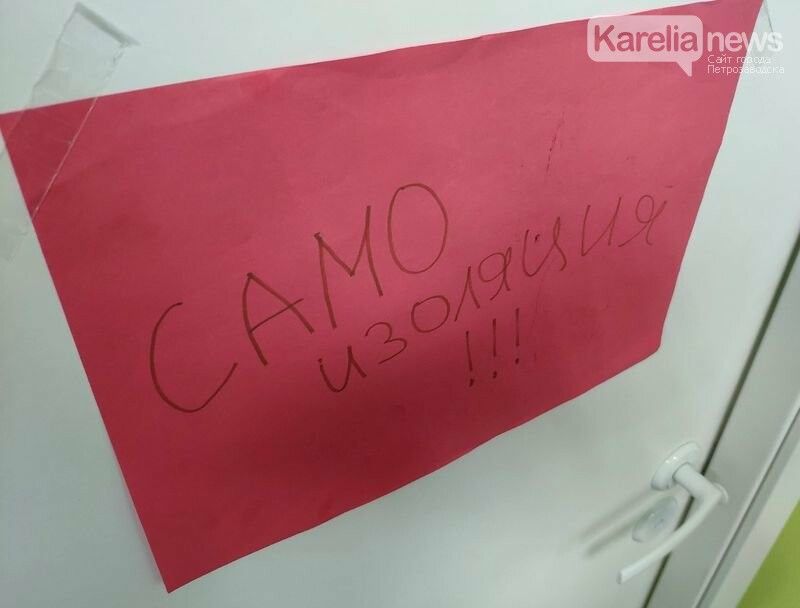 Karelia news
Сайт города
Петрозаводска
САМО
ИЗОЛЯЦИЯ
!!!